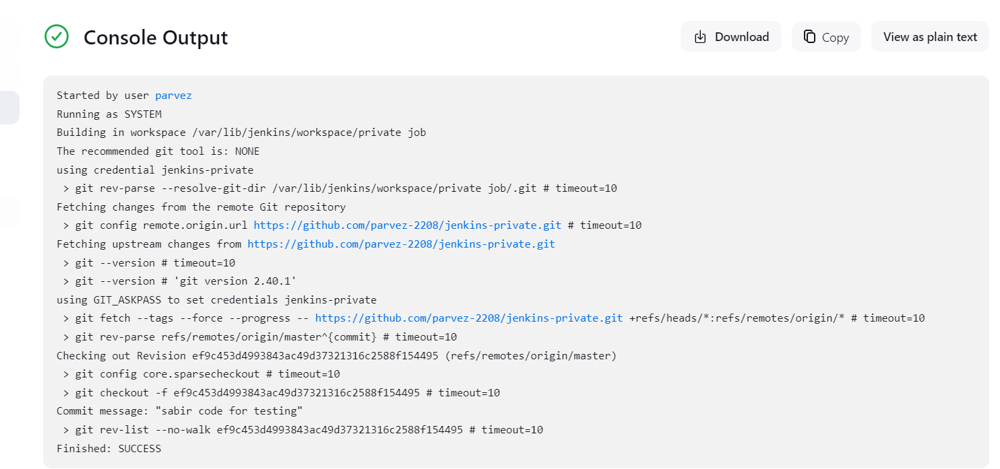 Console Output
Download
Copy
View as plain text
Started by user parvez
Running as SYSTEM
Building in workspace /var/lib/jenkins/workspace/private job
The recommended git tool is: NONE
using credential jenkins-private
 > git rev-parse --resolve-git-dir /var/lib/jenkins/workspace/private job/.git # timeout=10
Fetching changes from the remote Git repository
 > git config remote.origin.url https://github.com/parvez-2208/jenkins-private.git # timeout=10
Fetching upstream changes from https://github.com/parvez-2208/jenkins-private.git
 > git --version # timeout=10
 > git --version # 'git version 2.40.1'
using GIT_ASKPASS to set credentials jenkins-private
 > git fetch --tags --force --progress -- https://github.com/parvez-2208/jenkins-private.git +refs/heads/*:refs/remotes/origin/* # timeout=10
 > git rev-parse refs/remotes/origin/master^{commit} # timeout=10
Checking out Revision ef9c453d4993843ac49d37321316c2588f154495 (refs/remotes/origin/master)
 > git config core.sparsecheckout # timeout=10
 > git checkout -f ef9c453d4993843ac49d37321316c2588f154495 # timeout=10
Commit message: "sabir code for testing"
 > git rev-list --no-walk ef9c453d4993843ac49d37321316c2588f154495 # timeout=10
Finished: SUCCESS